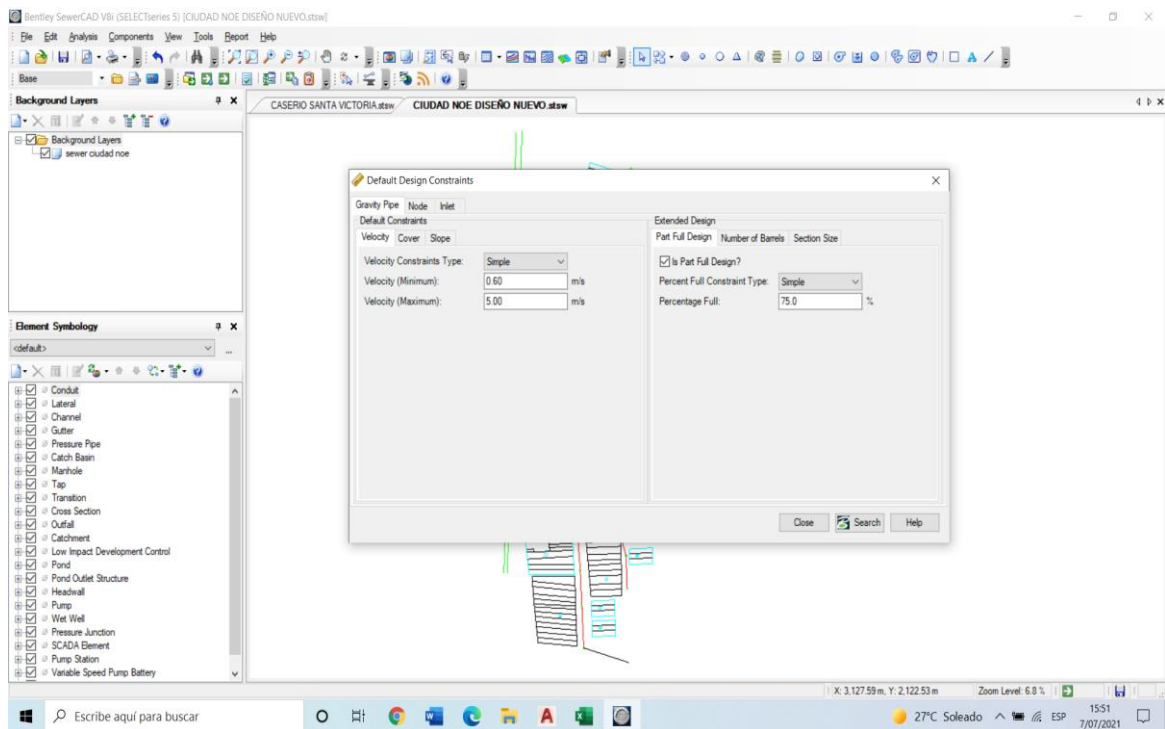 Bentley SewerCAD V8i (SELECTseries 5) [CIUDAD NOE DISEÑO NUEVO.stsw]
File Edit Analysis Components View Tools Report Help
Base
Background Layers
CASERIO SANTA VICTORIA.stsw
CIUDAD NOE DISEÑO NUEVO.stsw
Background Layers
sewer ciudad noe
Default Design Constraints
Gravity Pipe Node Inlet
Default Constraints
Velocity Cover Slope
Velocity Constraints Type: Simple
Velocity (Minimum): 0.60 m/s
Velocity (Maximum): 5.00 m/s
Extended Design
Part Full Design Number of Barrels Section Size
Is Part Full Design?
Percent Full Constraint Type: Simple
Percentage Full: 75.0 %
Close Search Help
Element Symbology
<default>
...
Conduit
Lateral
Channel
Gutter
Pressure Pipe
Catch Basin
Manhole
Tap
Transition
Cross Section
Outfall
Catchment
Low Impact Development Control
Pond
Pond Outlet Structure
Headwall
Pump
Wet Well
Pressure Junction
SCADA Element
Pump Station
Variable Speed Pump Battery
X: 3,127.59 m, Y: 2,122.53 m
Zoom Level: 6.8 %
Escribe aquí para buscar
27°C Soleado
ESP
15:51
7/07/2021